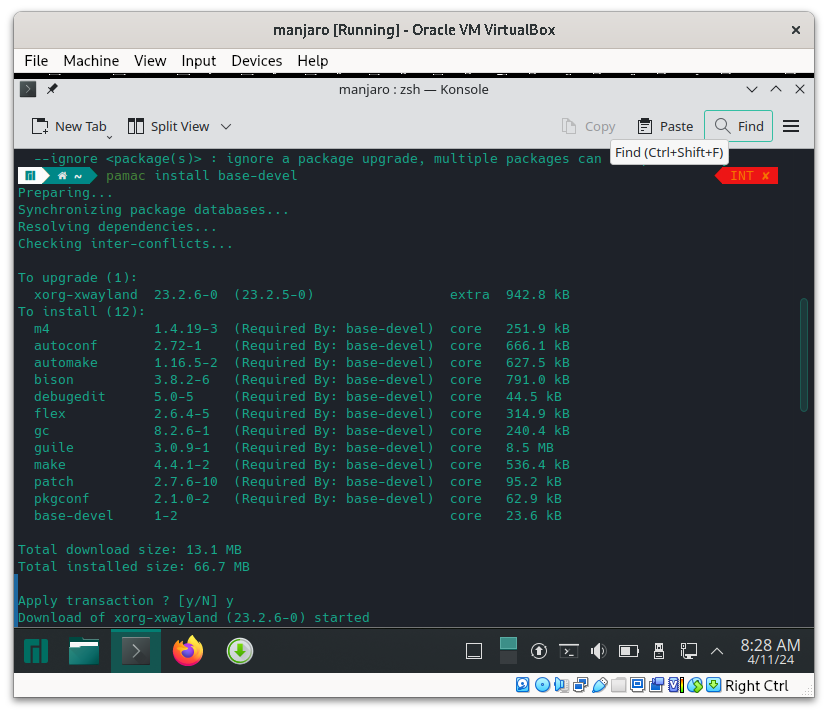 manjaro [Running] - Oracle VM VirtualBox
File Machine View Input Devices Help
manjaro : zsh — Konsole
New Tab Split View Copy Paste Find
--ignore <package(s)> : ignore a package upgrade, multiple packages can
Find (Ctrl+Shift+F)
~ pamac install base-devel INT ✘
Preparing...
Synchronizing package databases...
Resolving dependencies...
Checking inter-conflicts...
To upgrade (1):
xorg-xwayland 23.2.6-0 (23.2.5-0) extra 942.8 kB
To install (12):
m4 1.4.19-3 (Required By: base-devel) core 251.9 kB
autoconf 2.72-1 (Required By: base-devel) core 666.1 kB
automake 1.16.5-2 (Required By: base-devel) core 627.5 kB
bison 3.8.2-6 (Required By: base-devel) core 791.0 kB
debugedit 5.0-5 (Required By: base-devel) core 44.5 kB
flex 2.6.4-5 (Required By: base-devel) core 314.9 kB
gc 8.2.6-1 (Required By: base-devel) core 240.4 kB
guile 3.0.9-1 (Required By: base-devel) core 8.5 MB
make 4.4.1-2 (Required By: base-devel) core 536.4 kB
patch 2.7.6-10 (Required By: base-devel) core 95.2 kB
pkgconf 2.1.0-2 (Required By: base-devel) core 62.9 kB
base-devel 1-2 core 23.6 kB
Total download size: 13.1 MB
Total installed size: 66.7 MB
Apply transaction ? [y/N] y
Download of xorg-xwayland (23.2.6-0) started
8:28 AM
4/11/24
Right Ctrl